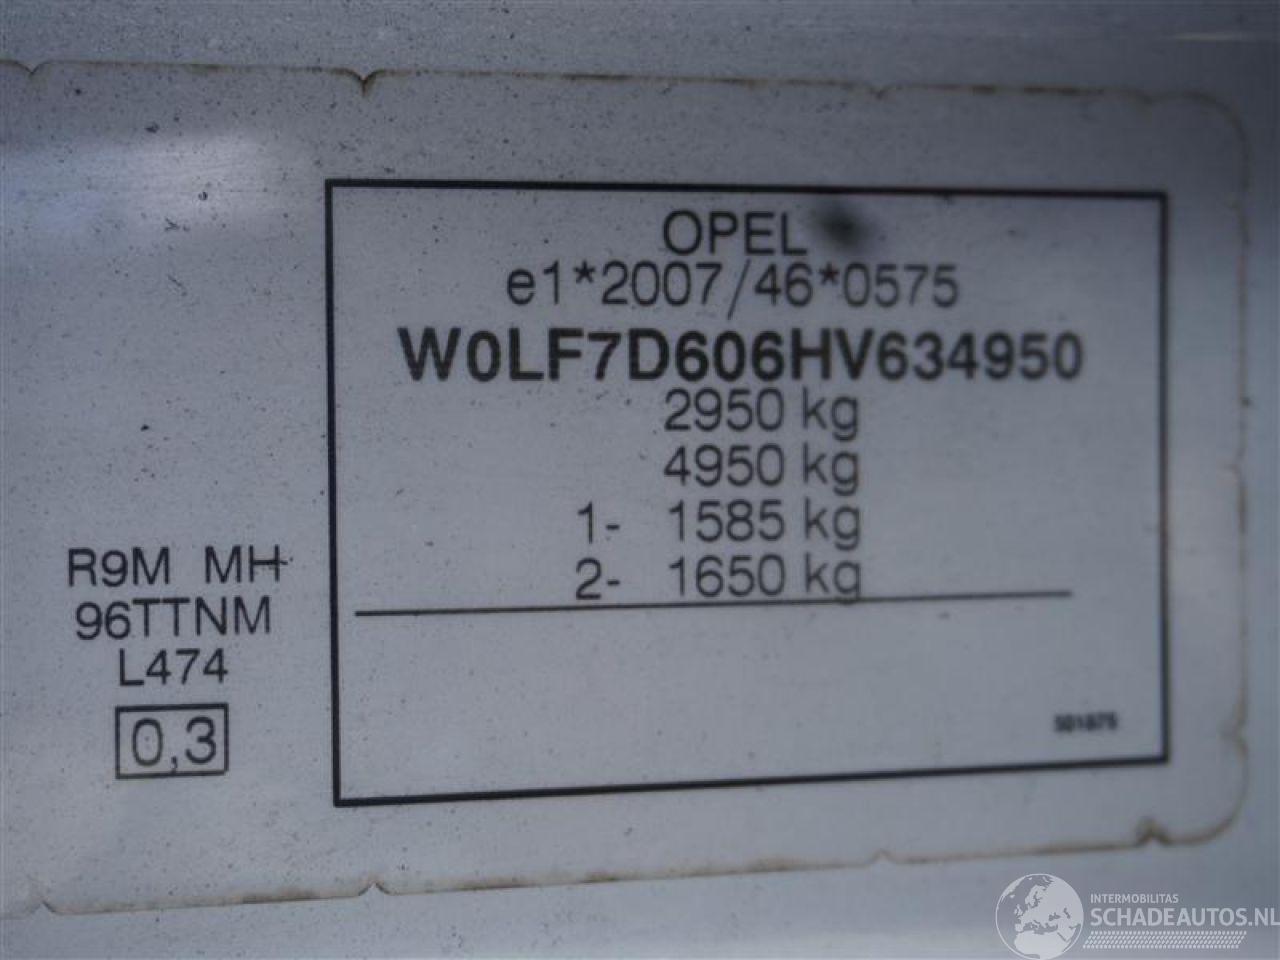 OPEL
e1*2007/46*0575
W0LF7D606HV634950
2950 kg
4950 kg
1- 1585 kg
2- 1650 kg
R9M MH
96TTNM
L474
0,3
INTERMOBILITAS
SCHADEAUTOS.NL